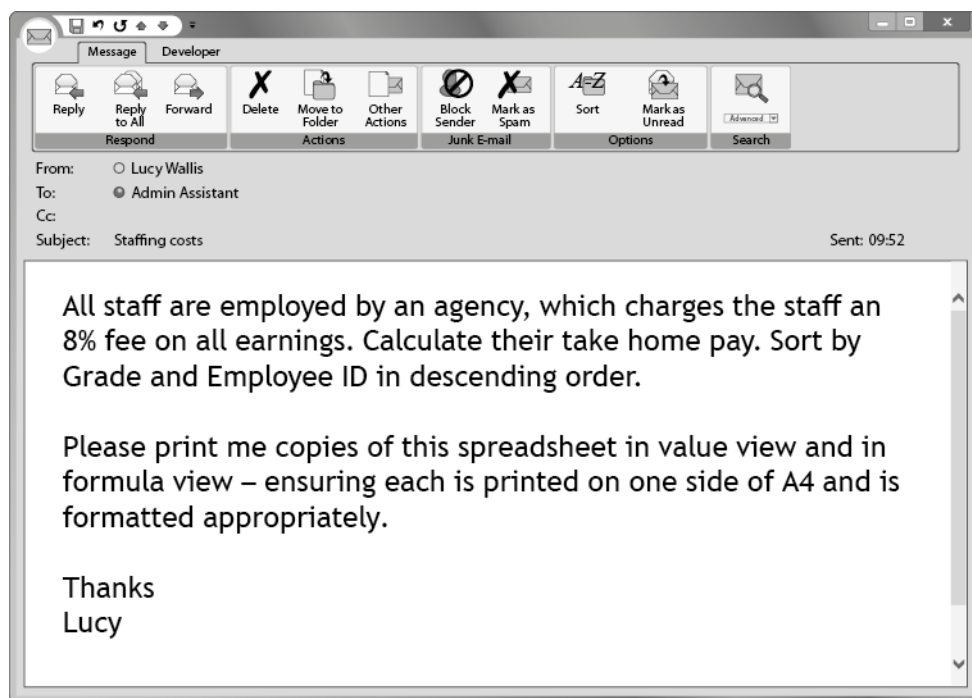 Message Developer
Reply Reply to All Forward Delete Move to Folder Other Actions Block Sender Mark as Spam A=Z Sort Mark as Unread Advanced
Respond Actions Junk E-mail Options Search
From: Lucy Wallis
To: Admin Assistant
Cc:
Subject: Staffing costs Sent: 09:52
All staff are employed by an agency, which charges the staff an
8% fee on all earnings. Calculate their take home pay. Sort by
Grade and Employee ID in descending order.
Please print me copies of this spreadsheet in value view and in
formula view – ensuring each is printed on one side of A4 and is
formatted appropriately.
Thanks
Lucy